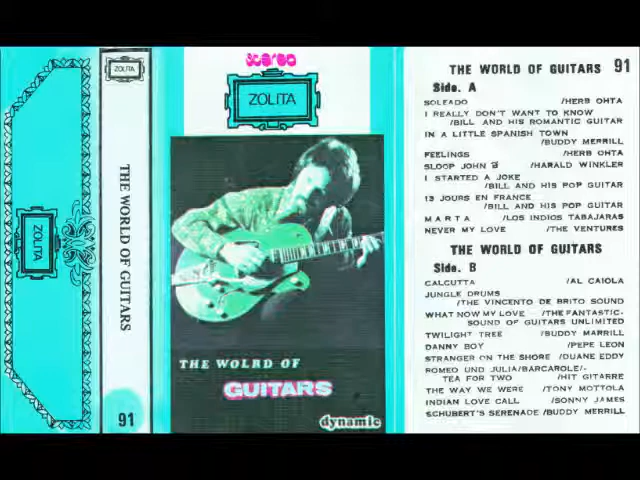 ZOLITA
ZOLITA
THE WORLD OF GUITARS
91
stereo
ZOLITA
THE WOLRD OF
GUITARS
dynamic
THE WORLD OF GUITARS 91
Side. A
SOLEADO /HERB OHTA
I REALLY DON'T WANT TO KNOW
/BILL AND HIS ROMANTIC GUITAR
IN A LITTLE SPANISH TOWN
/BUDDY MERRILL
FEELINGS /HERB OHTA
SLOOP JOHN B /HARALD WINKLER
I STARTED A JOKE
/BILL AND HIS POP GUITAR
13 JOURS EN FRANCE
/BILL AND HIS POP GUITAR
MARTA /LOS INDIOS TABAJARAS
NEVER MY LOVE /THE VENTURES
THE WORLD OF GUITARS
Side. B
CALCUTTA /AL CAIOLA
JUNGLE DRUMS
/THE VINCENTO DE BRITO SOUND
WHAT NOW MY LOVE /THE FANTASTIC-
SOUND OF GUITARS UNLIMITED
TWILIGHT TREE /BUDDY MARRILL
DANNY BOY /PEPE LEON
STRANGER ON THE SHORE /DUANE EDDY
ROMEO UND JULIA/BARCAROLE/-
TEA FOR TWO /HIT GITARRE
THE WAY WE WERE /TONY MOTTOLA
INDIAN LOVE CALL /SONNY JAMES
SCHUBERT'S SERENADE /BUDDY MERRILL